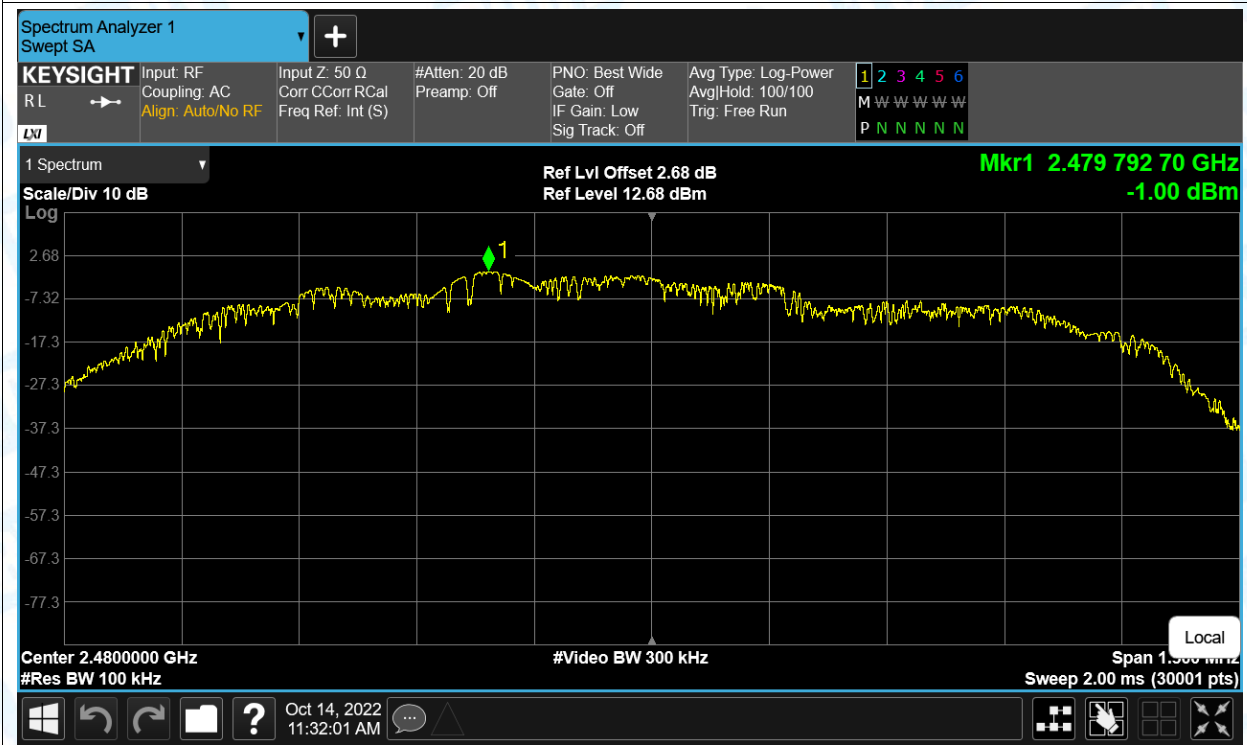 Spectrum Analyzer 1
Swept SA
KEYSIGHT
R L
LXI
Input: RF
Coupling: AC
Align: Auto/No RF
Input Z: 50 Ω
Corr CCorr RCal
Freq Ref: Int (S)
#Atten: 20 dB
Preamp: Off
PNO: Best Wide
Gate: Off
IF Gain: Low
Sig Track: Off
Avg Type: Log-Power
Avg|Hold: 100/100
Trig: Free Run
1 2 3 4 5 6
M W W W W W
P N N N N N
1 Spectrum
Scale/Div 10 dB
Log
Ref Lvl Offset 2.68 dB
Ref Level 12.68 dBm
Mkr1 2.479 792 70 GHz
-1.00 dBm
1
2.68
-7.32
-17.3
-27.3
-37.3
-47.3
-57.3
-67.3
-77.3
Local
Center 2.4800000 GHz
#Video BW 300 kHz
Span
#Res BW 100 kHz
Sweep 2.00 ms (30001 pts)
?
Oct 14, 2022
11:32:01 AM